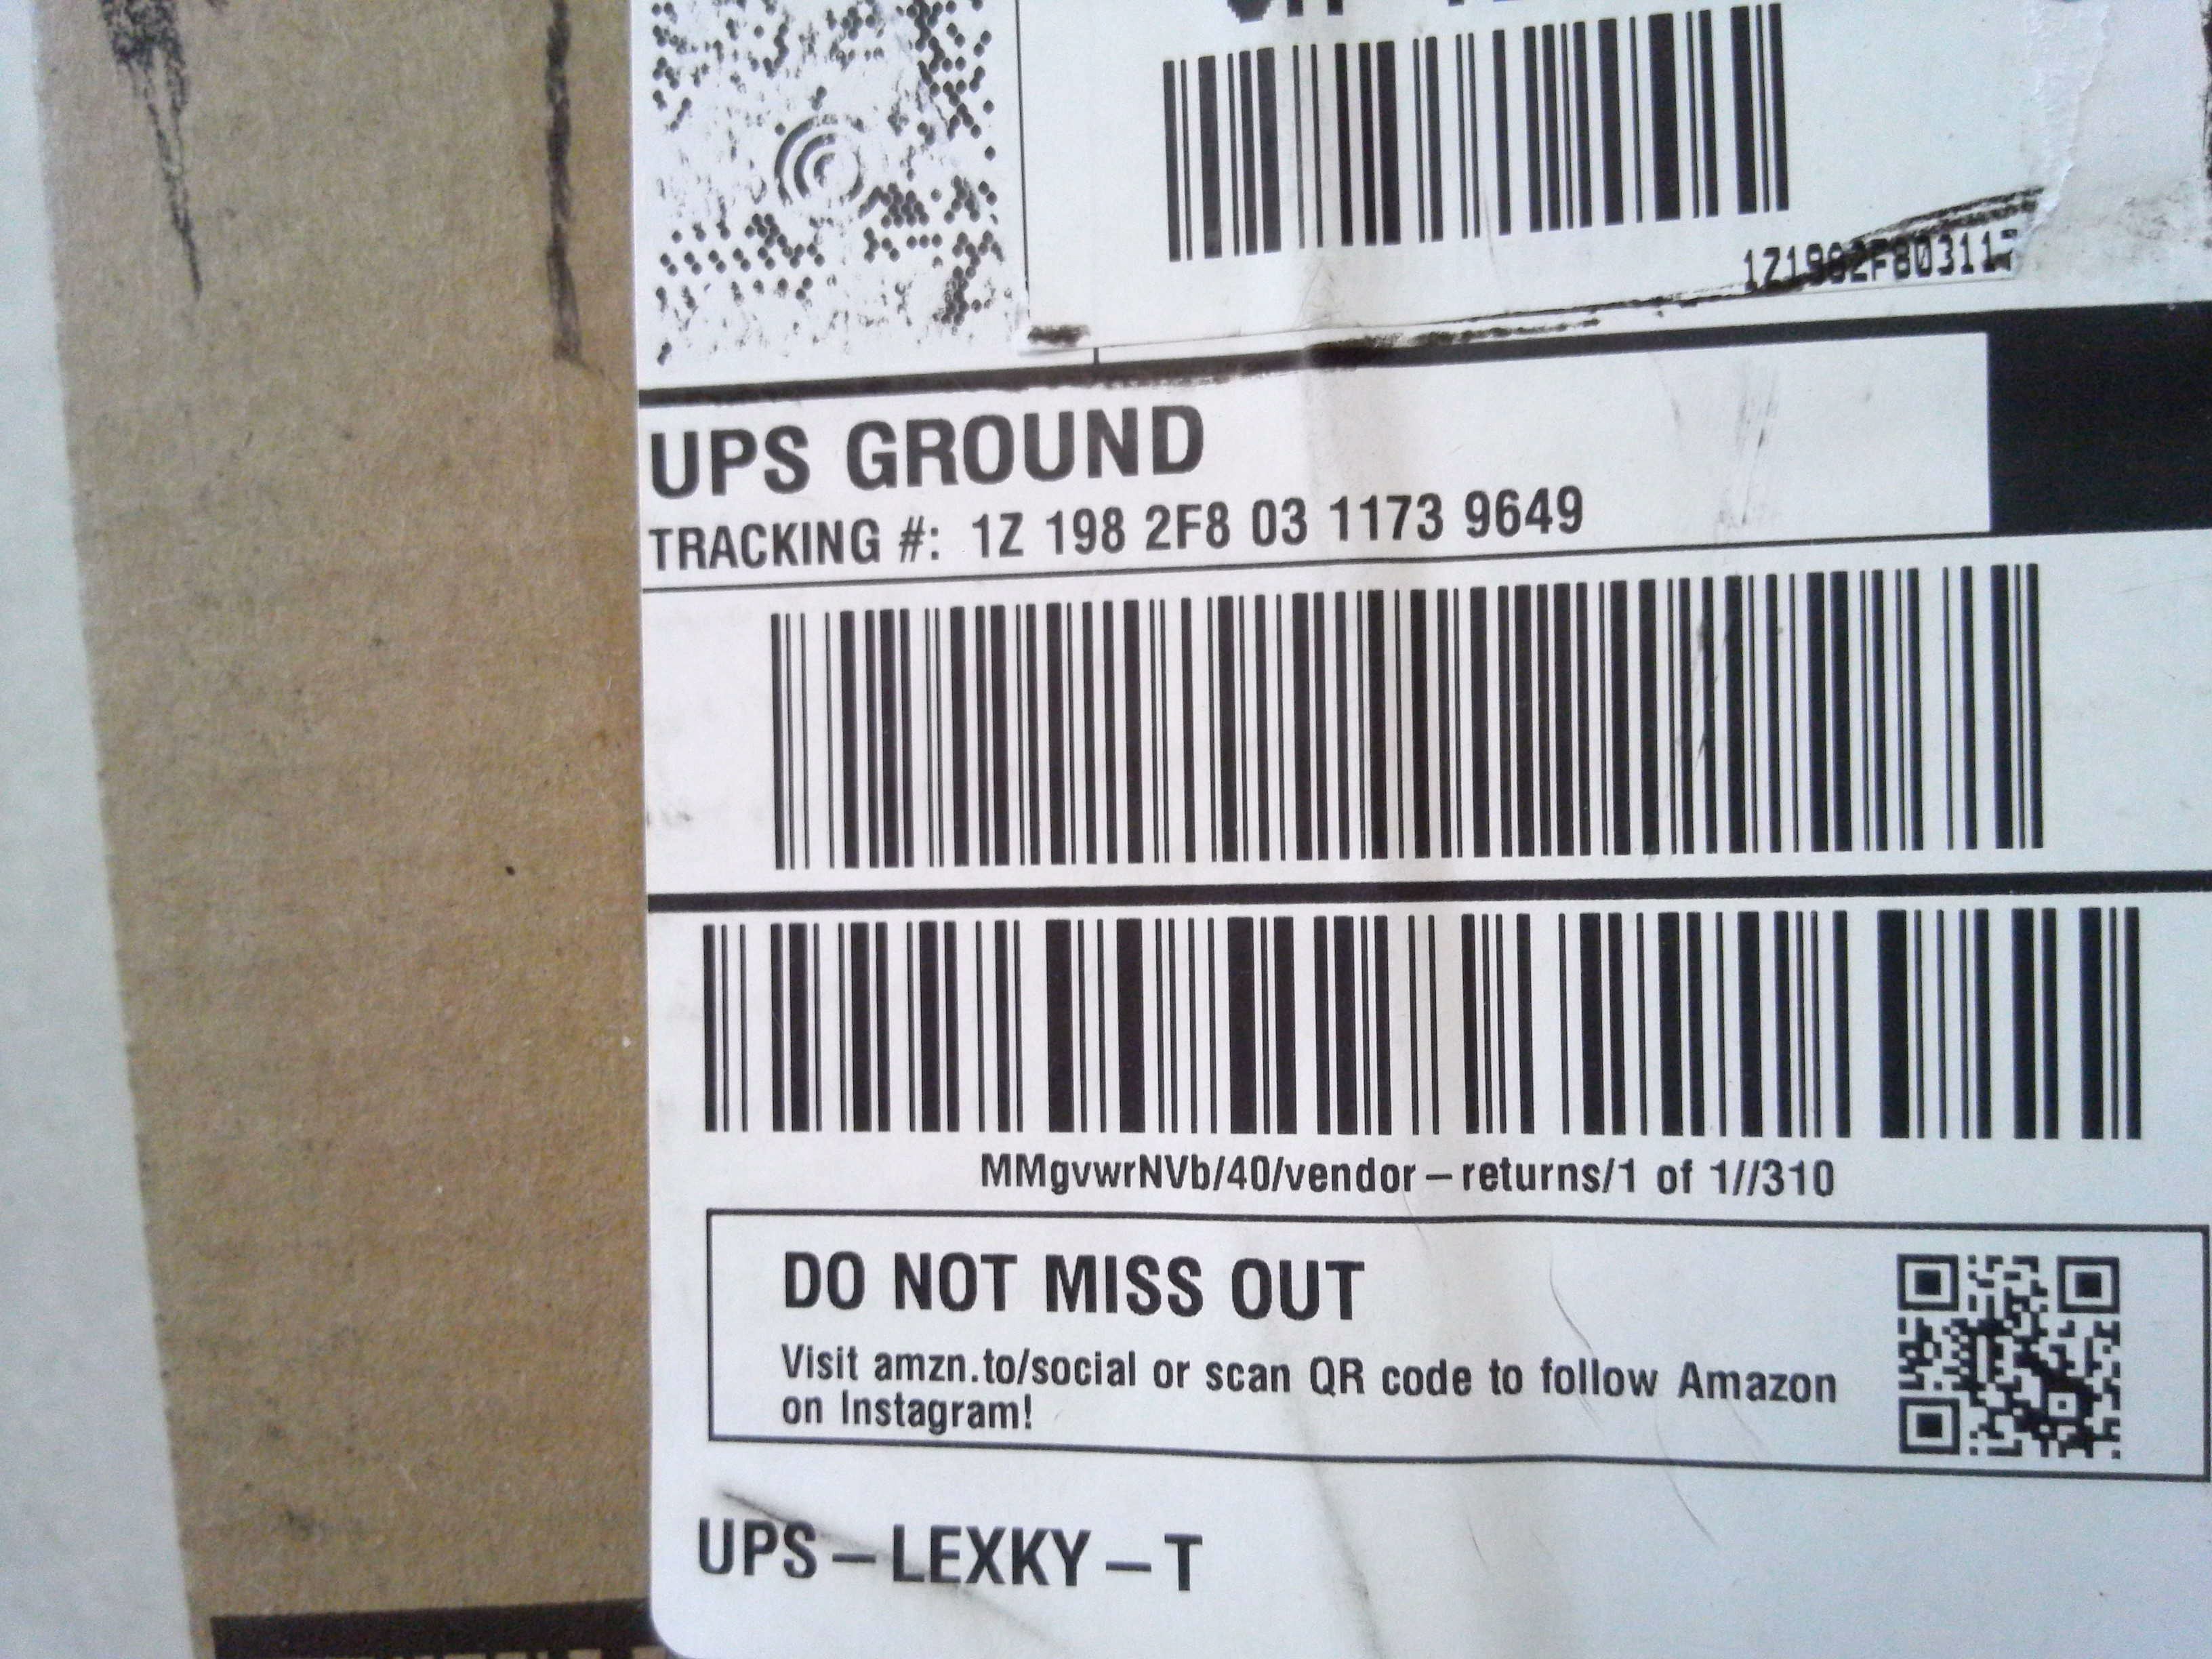 1Z1982F803117
UPS GROUND
TRACKING #: 1Z 198 2F8 03 1173 9649
MMgvwrNVb/40/vendor-returns/1 of 1//310
DO NOT MISS OUT
Visit amzn.to/social or scan QR code to follow Amazon
on Instagram!
UPS-LEXKY-T